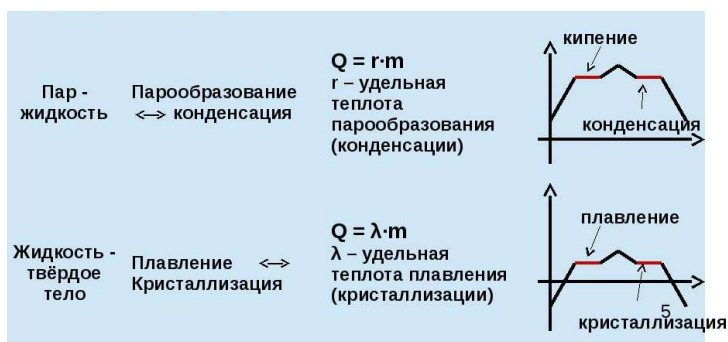 Пар -
жидкость
Парообразование
<--> конденсация
Q = r·m
r – удельная
теплота
парообразования
(конденсации)
кипение
конденсация
Жидкость -
твёрдое
тело
Плавление <-->
Кристаллизация
Q = λ·m
λ – удельная
теплота плавления
(кристаллизации)
плавление
5
кристаллизация